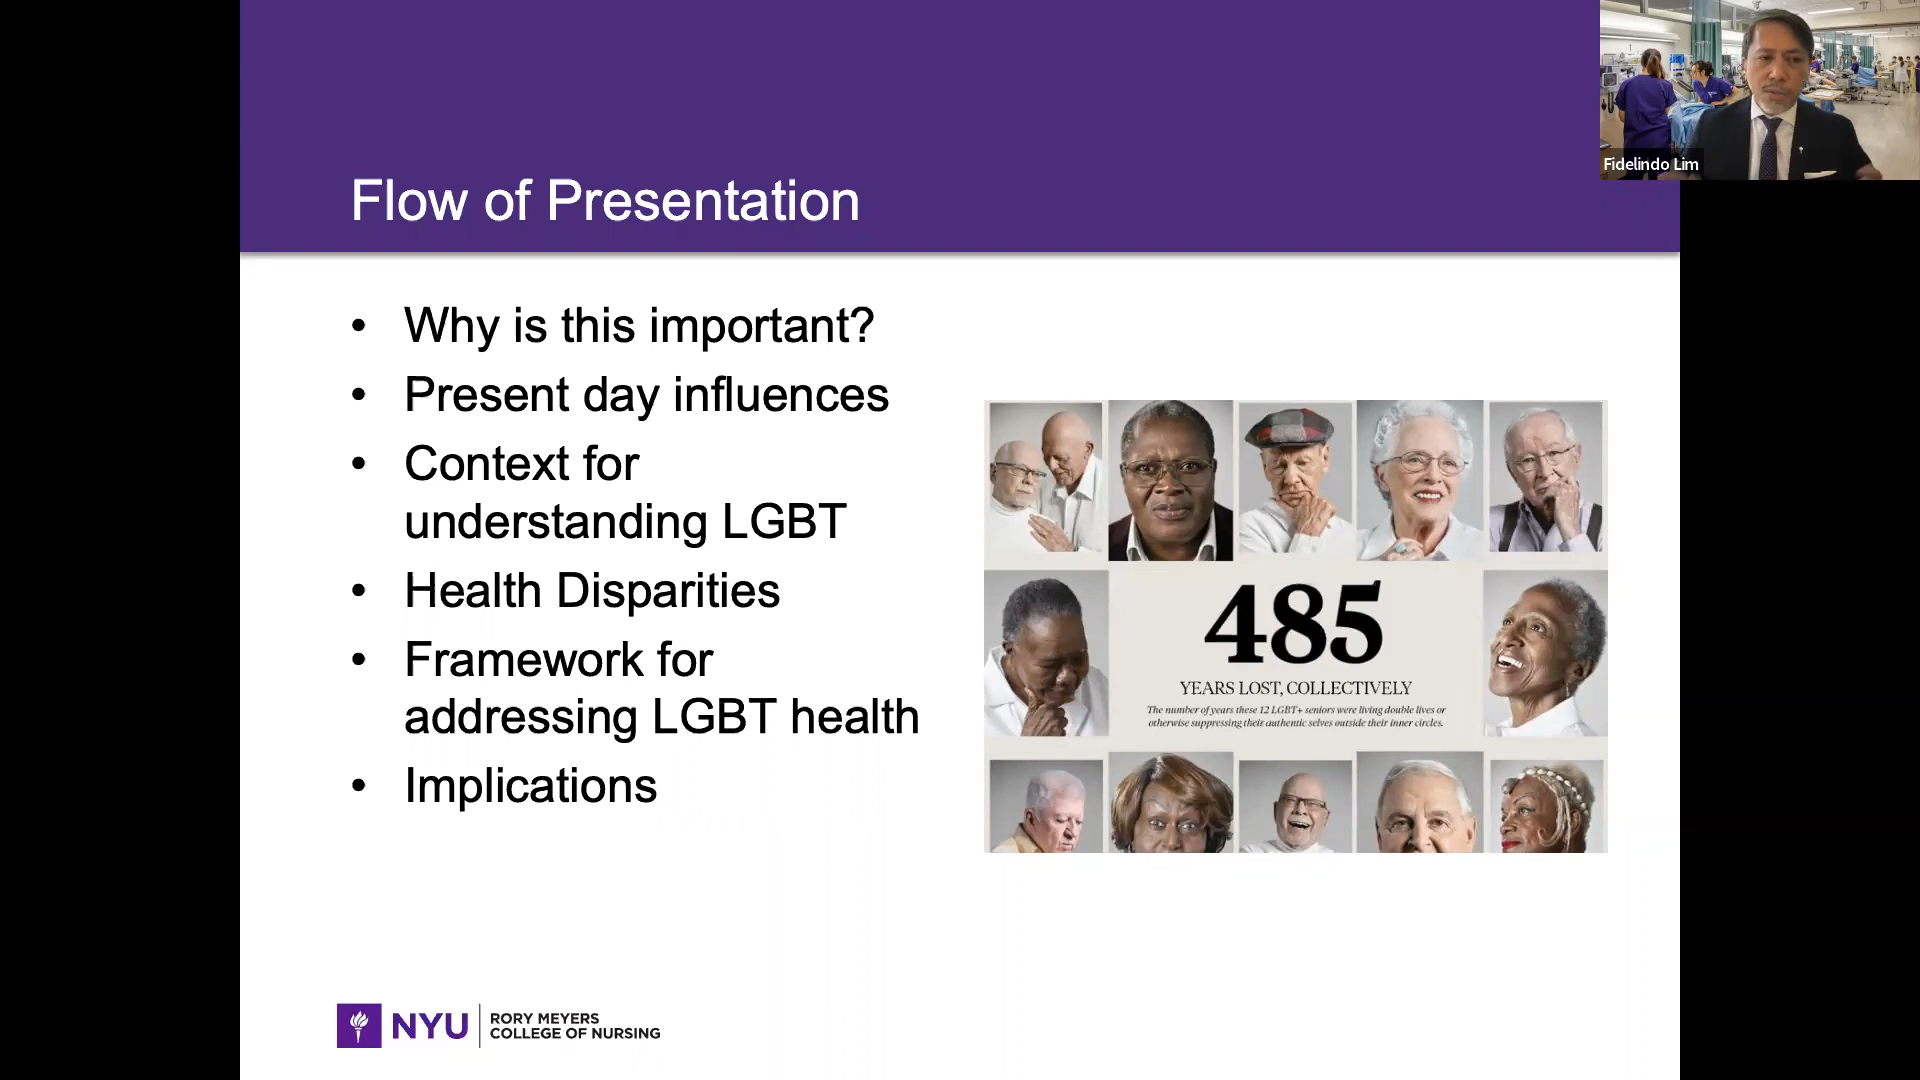 Fidelindo Lim
Flow of Presentation
• Why is this important?
• Present day influences
• Context for
understanding LGBT
• Health Disparities
• Framework for
addressing LGBT health
• Implications
485
YEARS LOST, COLLECTIVELY
The number of years these 12 LGBT+ seniors were living double lives or
otherwise suppressing their authentic selves outside their inner circles.
NYU
RORY MEYERS
COLLEGE OF NURSING